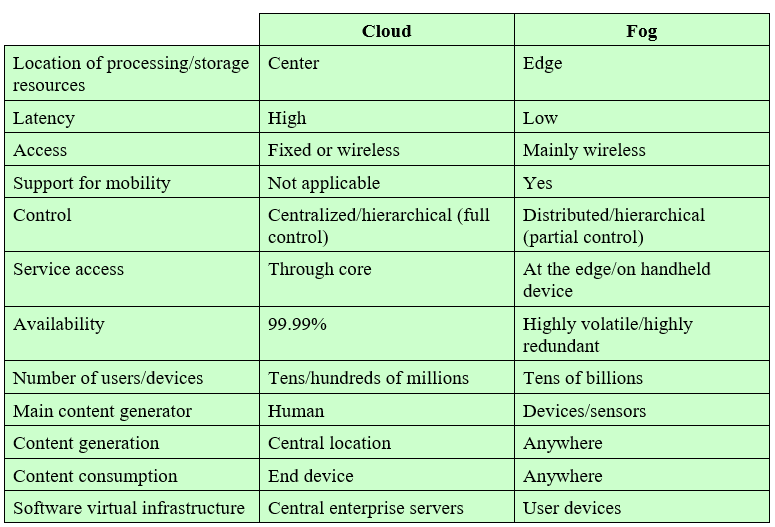 Cloud Fog
Location of processing/storage resources Center Edge
Latency High Low
Access Fixed or wireless Mainly wireless
Support for mobility Not applicable Yes
Control Centralized/hierarchical (full control) Distributed/hierarchical (partial control)
Service access Through core At the edge/on handheld device
Availability 99.99% Highly volatile/highly redundant
Number of users/devices Tens/hundreds of millions Tens of billions
Main content generator Human Devices/sensors
Content generation Central location Anywhere
Content consumption End device Anywhere
Software virtual infrastructure Central enterprise servers User devices